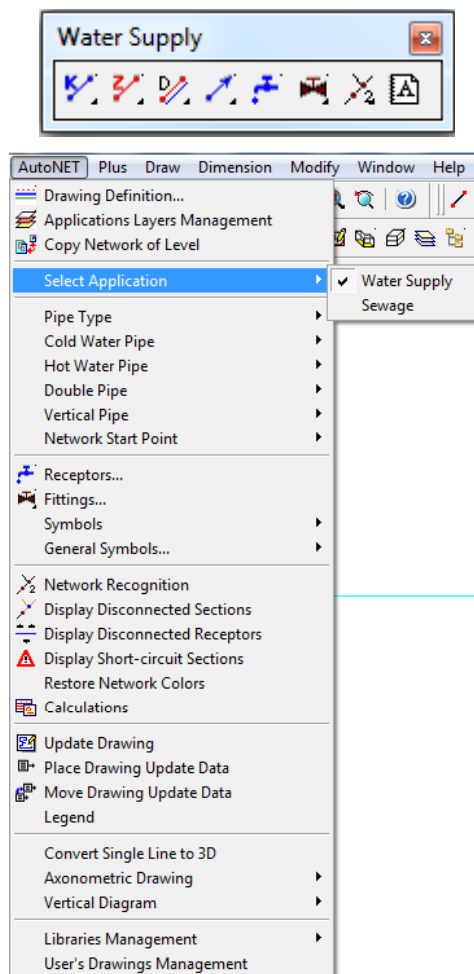 Water Supply
AutoNET Plus Draw Dimension Modify Window Help
Drawing Definition...
Applications Layers Management
Copy Network of Level
Select Application
Water Supply
Sewage
Pipe Type
Cold Water Pipe
Hot Water Pipe
Double Pipe
Vertical Pipe
Network Start Point
Receptors...
Fittings...
Symbols
General Symbols...
Network Recognition
Display Disconnected Sections
Display Disconnected Receptors
Display Short-circuit Sections
Restore Network Colors
Calculations
Update Drawing
Place Drawing Update Data
Move Drawing Update Data
Legend
Convert Single Line to 3D
Axonometric Drawing
Vertical Diagram
Libraries Management
User's Drawings Management